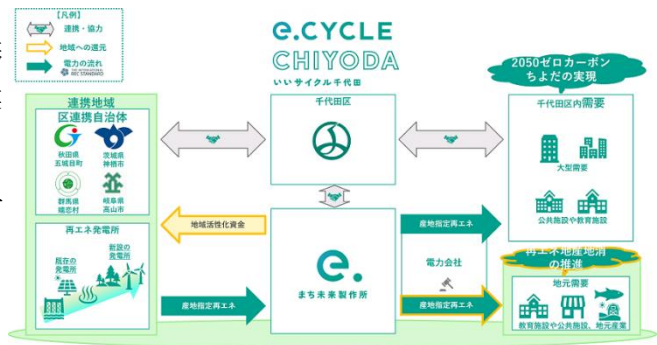 【凡例】
連携・協力
地域への還元
電力の流れ
THE INTERNATIONAL
REC STANDARD
e.CYCLE
CHIYODA
いいサイクル千代田
2050ゼロカーボン
ちよだの実現
連携地域
区連携自治体
秋田県
五城目町
茨城県
神栖市
群馬県
嬬恋村
岐阜県
高山市
千代田区
千代田区内需要
大型需要
公共施設や教育施設
再エネ発電所
既存の
発電所
新設の
発電所
地域活性化資金
産地指定再エネ
e.
まち未来製作所
産地指定再エネ
電力会社
産地指定再エネ
再エネ地産地消
の推進
地元需要
教育施設や公共施設、地元産業